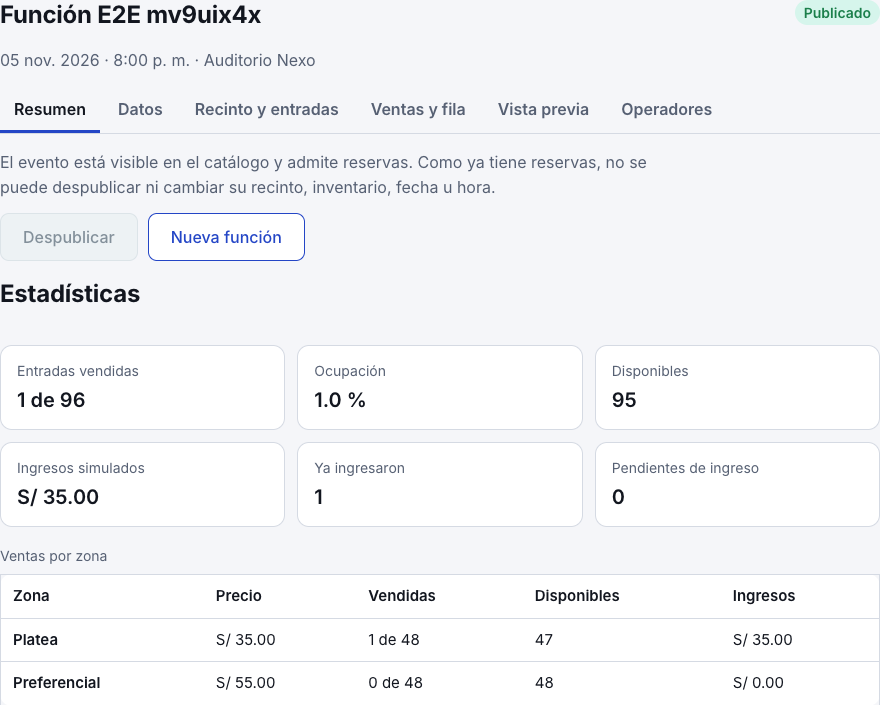 Función E2E mv9uix4x
Publicado
05 nov. 2026 · 8:00 p. m. · Auditorio Nexo
Resumen Datos Recinto y entradas Ventas y fila Vista previa Operadores
El evento está visible en el catálogo y admite reservas. Como ya tiene reservas, no se
puede despublicar ni cambiar su recinto, inventario, fecha u hora.
Despublicar Nueva función
Estadísticas
Entradas vendidas
1 de 96
Ocupación
1.0 %
Disponibles
95
Ingresos simulados
S/ 35.00
Ya ingresaron
1
Pendientes de ingreso
0
Ventas por zona
Zona Precio Vendidas Disponibles Ingresos
Platea S/ 35.00 1 de 48 47 S/ 35.00
Preferencial S/ 55.00 0 de 48 48 S/ 0.00